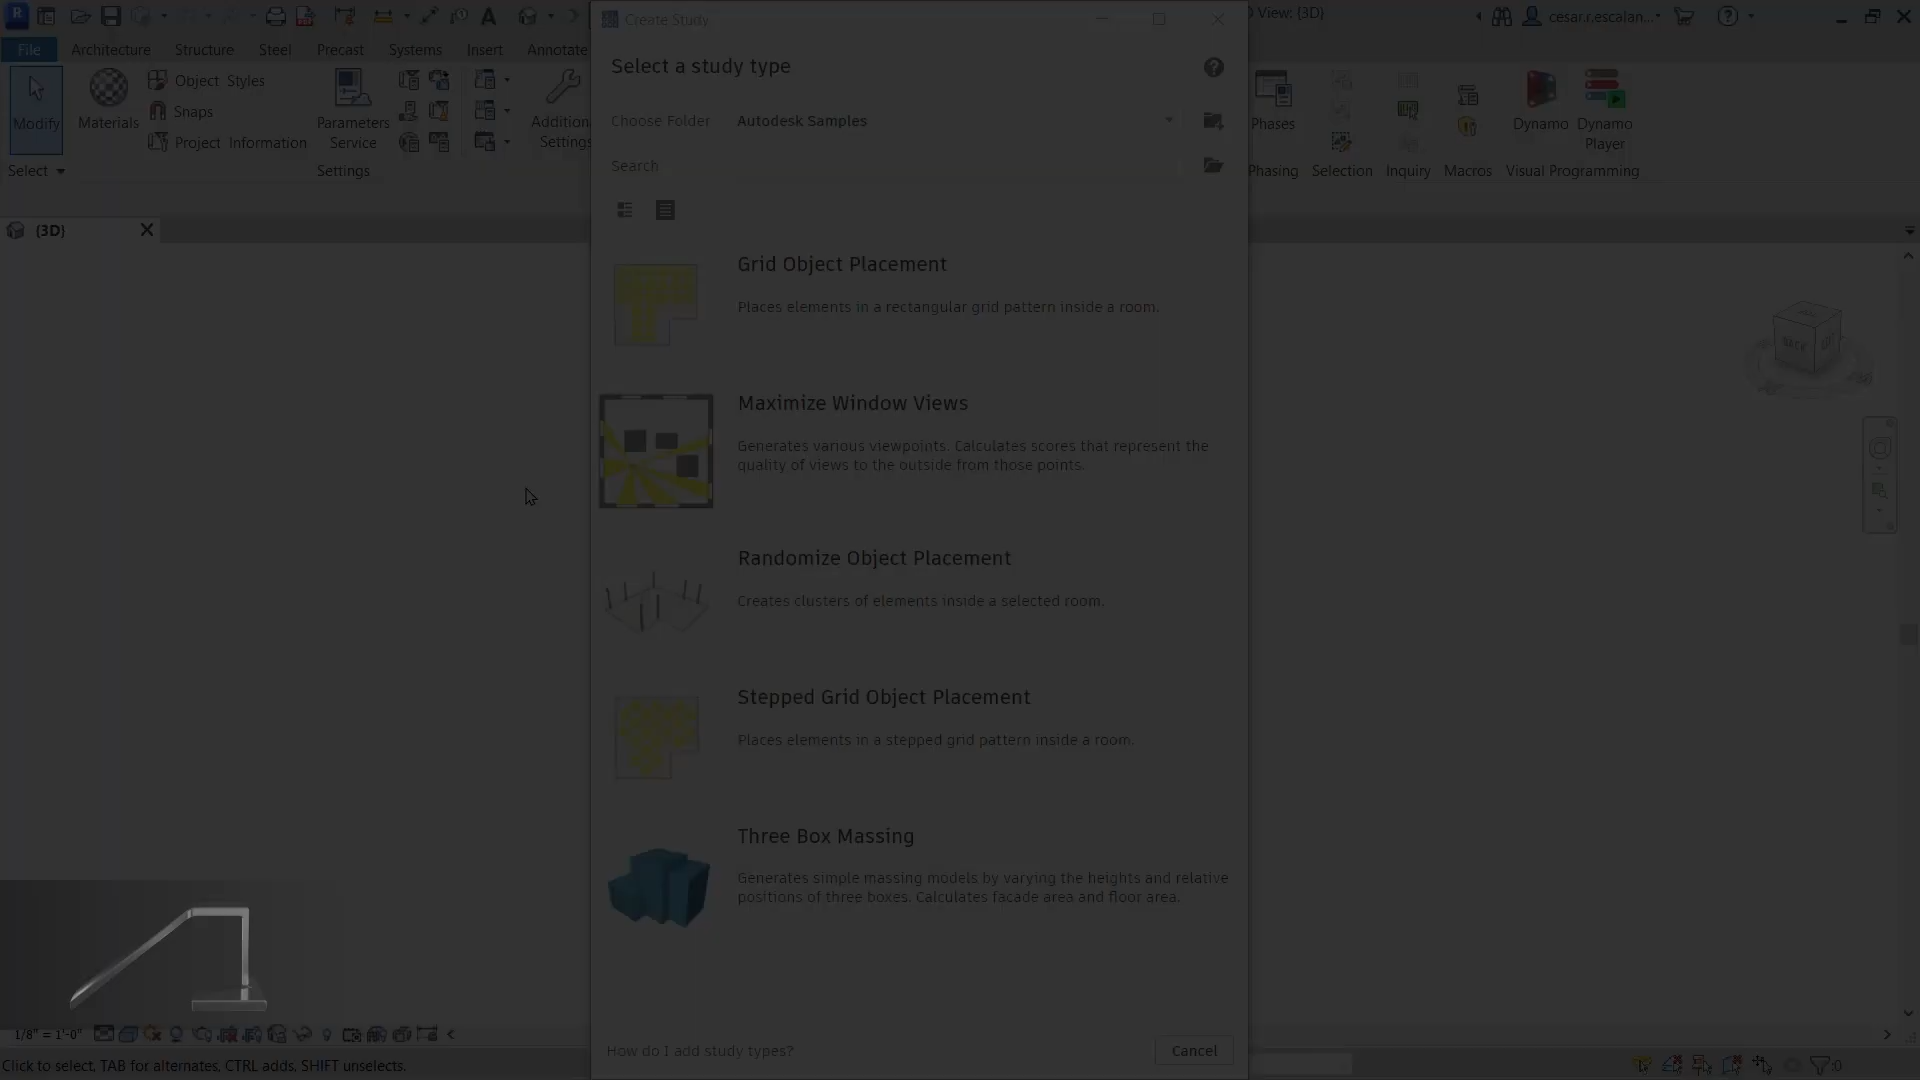 R
Create Study
D View: {3D}
cesar.r.escalan...
File
Architecture
Structure
Steel
Precast
Systems
Insert
Annotate
Modify
Materials
Object Styles
Snaps
Project Information
Parameters
Service
Addition
Settings
Phases
Dynamo
Dynamo
Player
Select
Settings
Phasing
Selection
Inquiry
Macros
Visual Programming
{3D}
Select a study type
Choose Folder
Autodesk Samples
Search
Grid Object Placement
Places elements in a rectangular grid pattern inside a room.
Maximize Window Views
Generates various viewpoints. Calculates scores that represent the
quality of views to the outside from those points.
Randomize Object Placement
Creates clusters of elements inside a selected room.
Stepped Grid Object Placement
Places elements in a stepped grid pattern inside a room.
Three Box Massing
Generates simple massing models by varying the heights and relative
positions of three boxes. Calculates facade area and floor area.
How do I add study types?
Cancel
BACK
1/8" = 1'-0"
Click to select, TAB for alternates, CTRL adds, SHIFT unselects.
:0